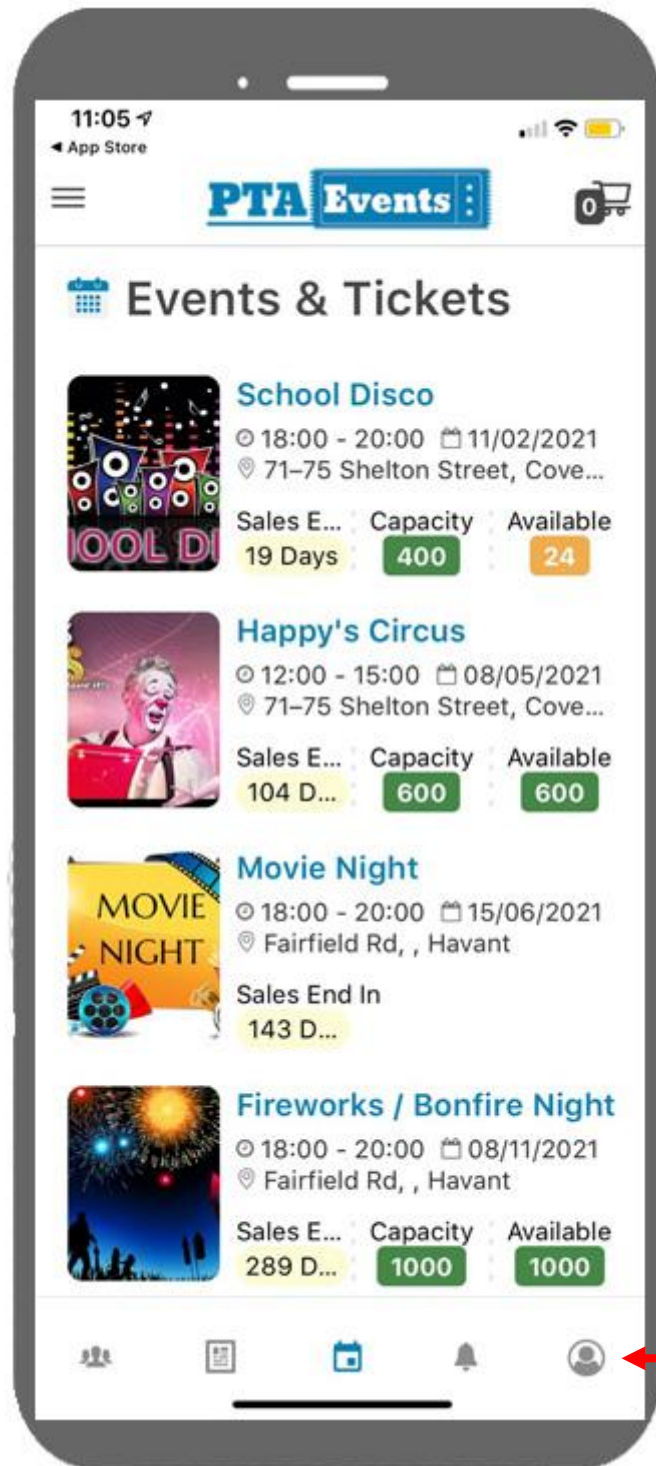 11:05
App Store
PTA Events
0
Events & Tickets
School Disco
18:00 - 20:00 11/02/2021
71–75 Shelton Street, Cove...
Sales E... Capacity Available
19 Days 400 24
OOL DI
Happy's Circus
12:00 - 15:00 08/05/2021
71–75 Shelton Street, Cove...
Sales E... Capacity Available
104 D... 600 600
Movie Night
MOVIE
NIGHT
18:00 - 20:00 15/06/2021
Fairfield Rd, , Havant
Sales End In
143 D...
Fireworks / Bonfire Night
18:00 - 20:00 08/11/2021
Fairfield Rd, , Havant
Sales E... Capacity Available
289 D... 1000 1000